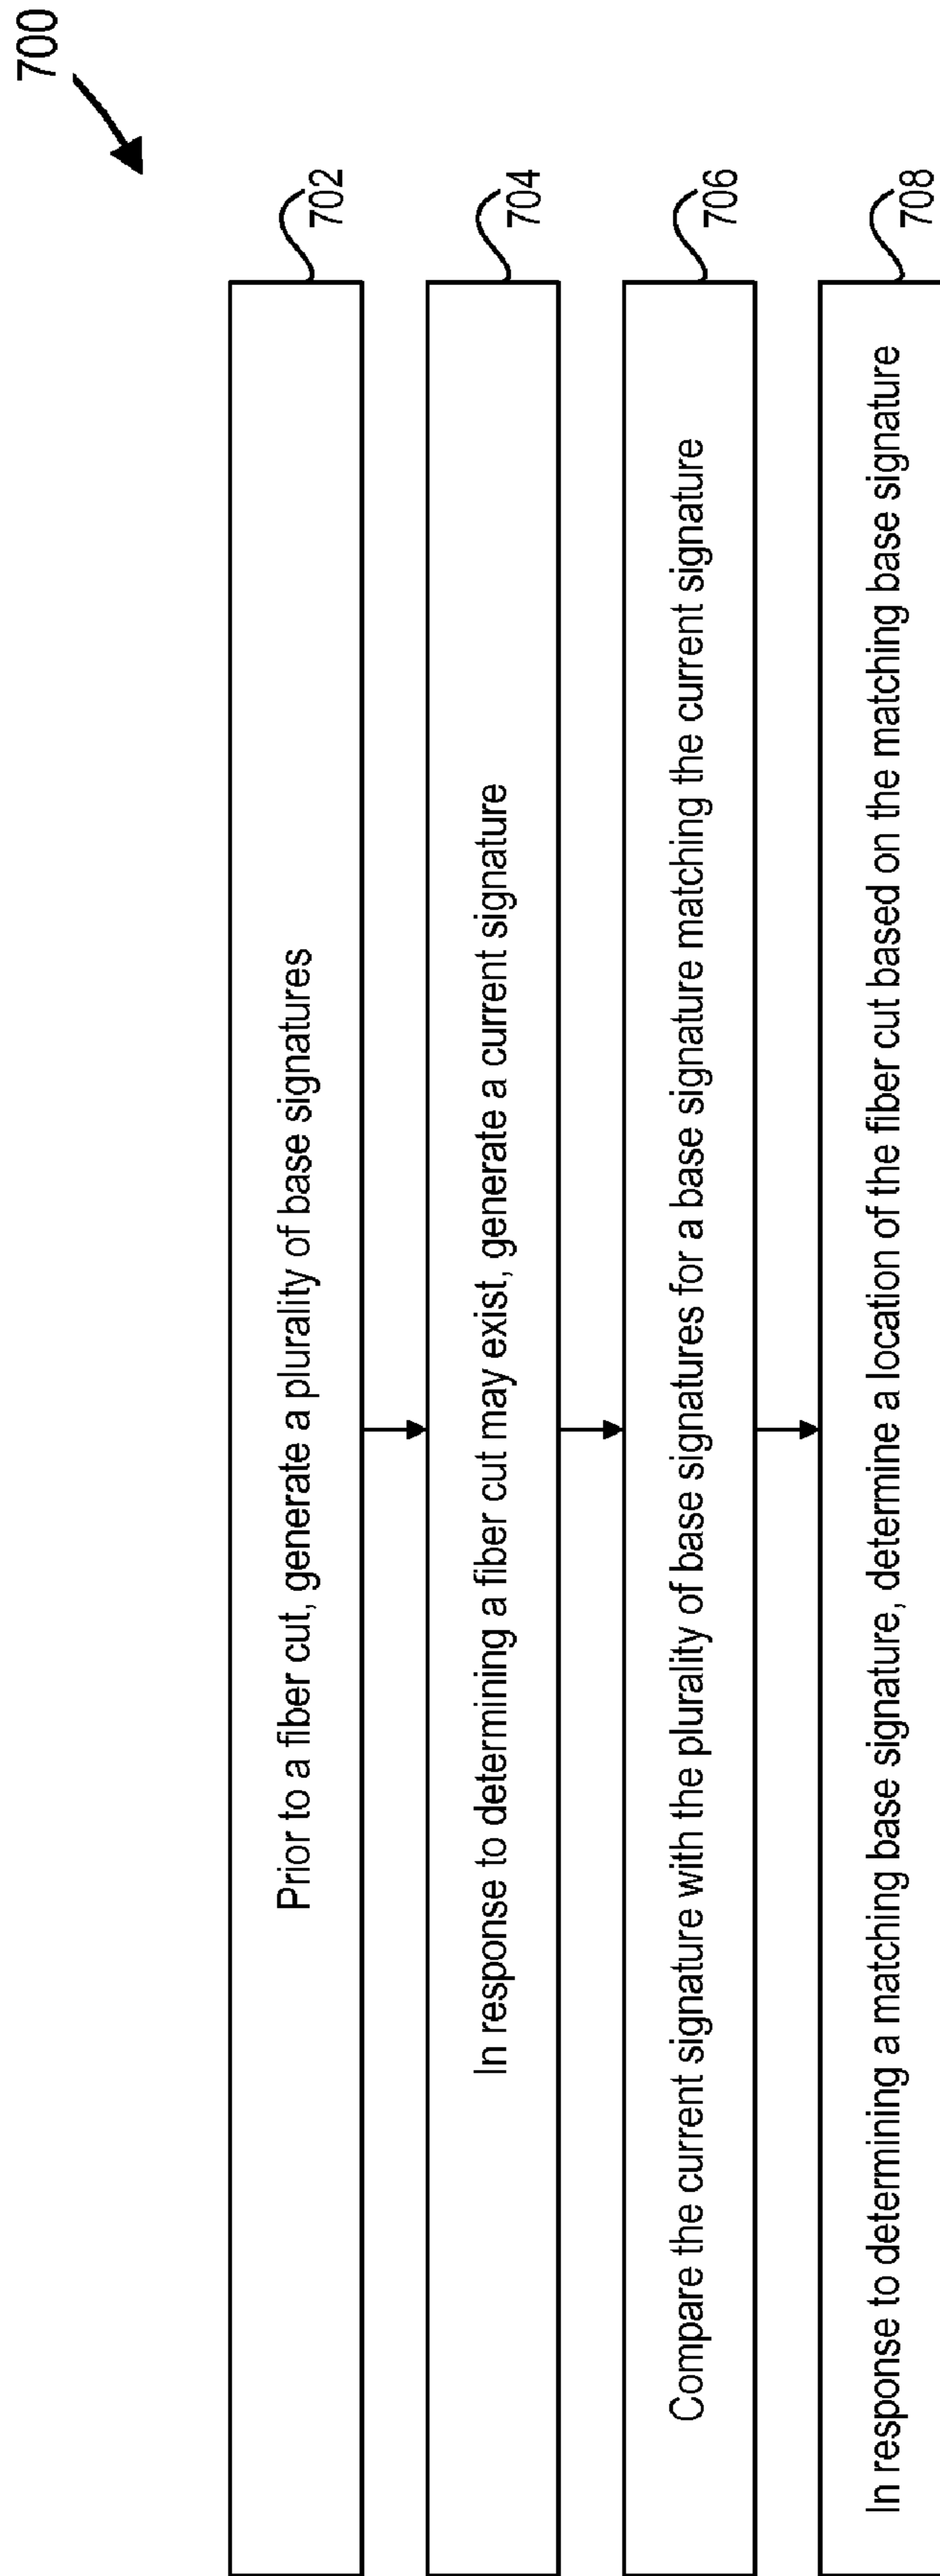 700
Prior to a fiber cut, generate a plurality of base signatures
702
In response to determining a fiber cut may exist, generate a current signature
704
Compare the current signature with the plurality of base signatures for a base signature matching the current signature
706
In response to determining a matching base signature, determine a location of the fiber cut based on the matching base signature
708